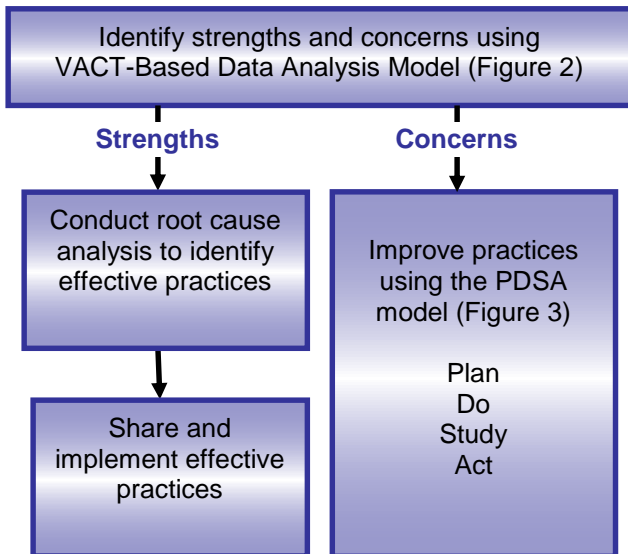 Identify strengths and concerns using
VACT-Based Data Analysis Model (Figure 2)
Strengths
Concerns
Conduct root cause
analysis to identify
effective practices
Share and
implement effective
practices
Improve practices
using the PDSA
model (Figure 3)
Plan
Do
Study
Act